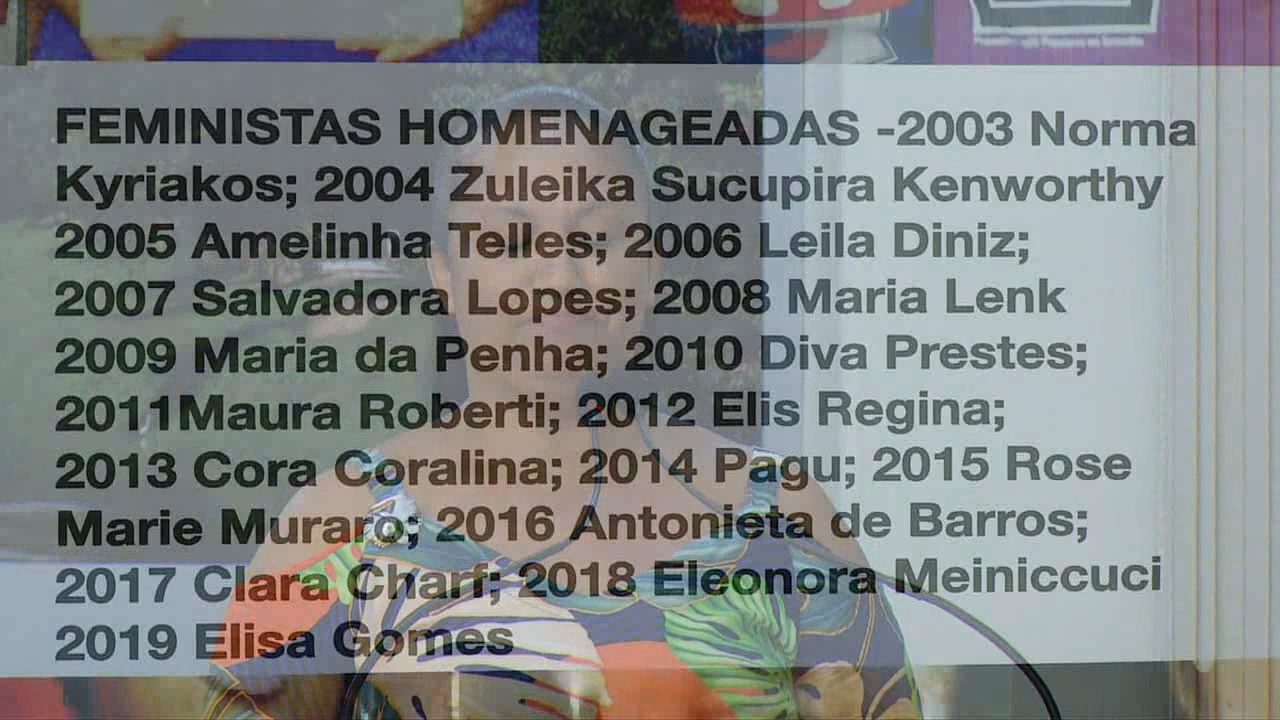 FEMINISTAS HOMENAGEADAS -2003 Norma
Kyriakos; 2004 Zuleika Sucupira Kenworthy
2005 Amelinha Telles; 2006 Leila Diniz;
2007 Salvadora Lopes; 2008 Maria Lenk
2009 Maria da Penha; 2010 Diva Prestes;
2011Maura Roberti; 2012 Elis Regina;
2013 Cora Coralina; 2014 Pagu; 2015 Rose
Marie Muraro; 2016 Antonieta de Barros;
2017 Clara Charf; 2018 Eleonora Meiniccuci
2019 Elisa Gomes